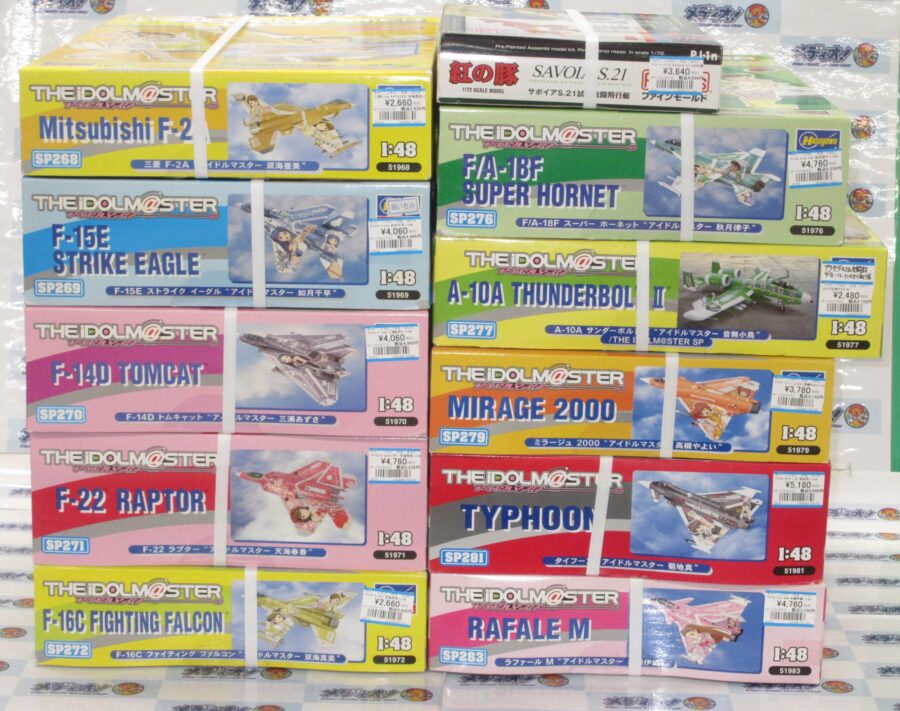 THE iDOLM@STER
Mitsubishi F-2
SP268
三菱 F-2A
アイドルマスター 双海亜美"
1:48
51968
¥2,660
THE iDOLM@STER
F-15E
STRIKE EAGLE
SP269
F-15E ストライク イーグル "アイドルマスター 如月千早"
1:48
51969
¥4,060
THE iDOLM@STER
F-14D TOMCAT
SP270
F-14D トムキャット "アイドルマスター 三浦あずさ"
1:48
51970
¥4,060
THE iDOLM@STER
F-22 RAPTOR
SP271
F-22 ラプター "アイドルマスター 天海春香"
1:48
51971
¥4,760
THE iDOLM@STER
F-16C FIGHTING FALCON
SP272
F-16C ファイティング ファルコン "アイドルマスター 双海真美"
1:48
51972
¥2,660
紅の豚
1/72 SCALE MODEL
SAVOIA S.21
サボイアS.21試
戦闘飛行艇
ファインモールド
PJ-1n
¥3,640
THE iDOLM@STER
F/A-18F
SUPER HORNET
SP276
F/A-18F スーパー ホーネット "アイドルマスター 秋月律子"
Hasegawa
1:48
51976
¥4,760
THE iDOLM@STER
A-10A THUNDERBOLT II
SP277
A-10A サンダーボル
"アイドルマスター 音無小鳥"
/THE IDOLM@STER SP
1:48
51977
¥2,480
THE iDOLM@STER
MIRAGE 2000
SP279
ミラージュ 2000 "アイドルマスタ
高槻やよい
1:48
51979
¥3,780
THE iDOLM@STER
TYPHOON
SP281
タイフー
アイドルマスター 菊地真"
1:48
51981
¥5,180
THE iDOLM@STER
RAFALE M
SP283
ラファール M "アイドルマスター
1:48
51983
¥4,760
メディオ!